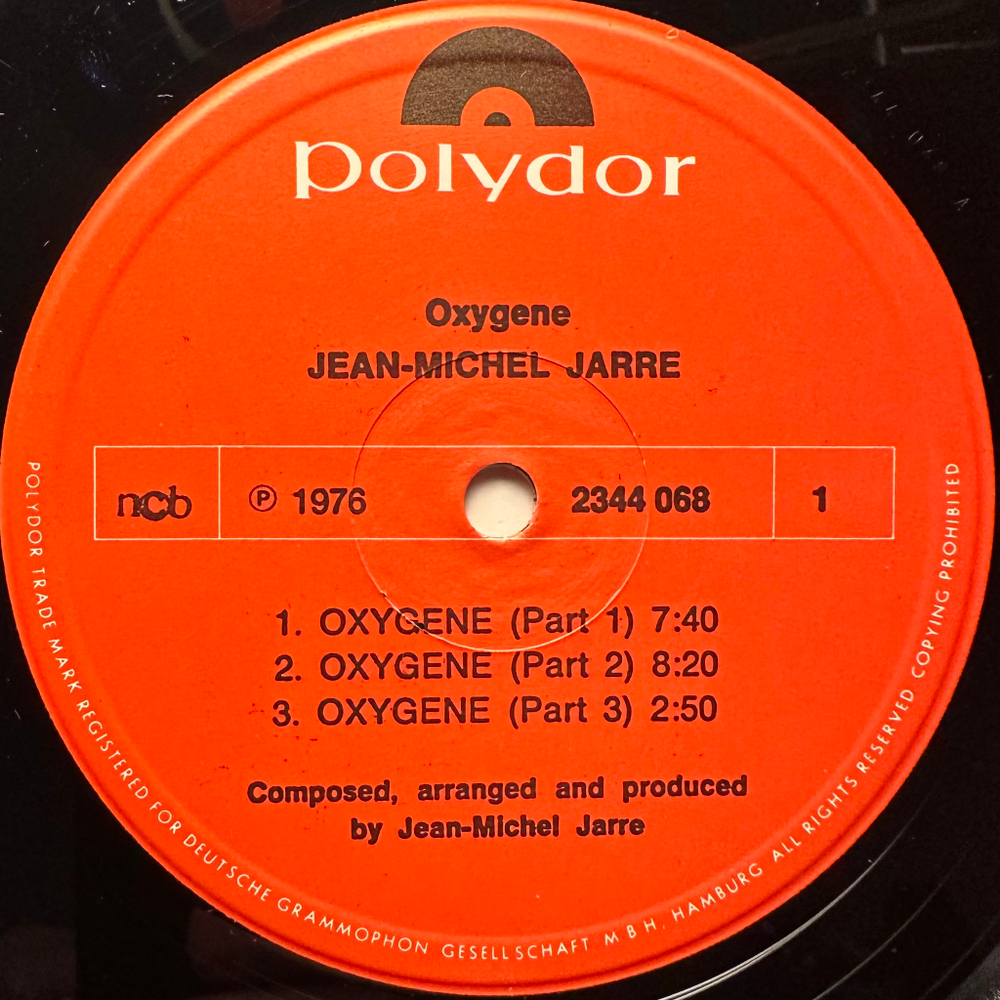 polydor
Oxygene
JEAN-MICHEL JARRE
ncb ℗ 1976 2344 068 1
1. OXYGENE (Part 1) 7:40
2. OXYGENE (Part 2) 8:20
3. OXYGENE (Part 3) 2:50
Composed, arranged and produced
by Jean-Michel Jarre
POLYDOR TRADE MARK REGISTERED FOR DEUTSCHE GRAMMOPHON GESELLSCHAFT M B H, HAMBURG ALL RIGHTS RESERVED COPYING PROHIBITED